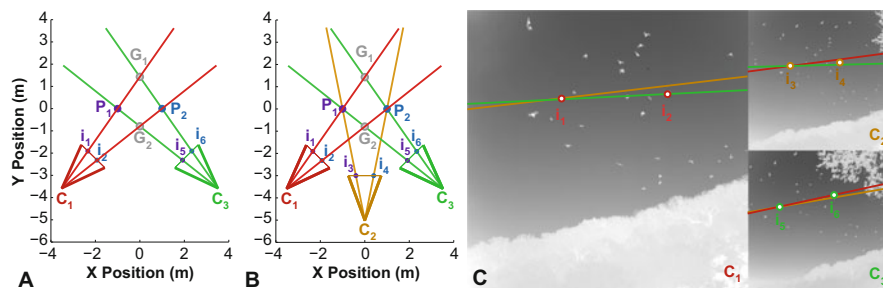 4
3
2
1
0
−1
−2
−3
−4
−5
−6
Y Position (m)
−4 −2 0 2 4
X Position (m)
G1
P1 P2
G2
i1 i2 i5 i6
C1 C3
A
4
3
2
1
0
−1
−2
−3
−4
−5
−6
−4 −2 0 2 4
X Position (m)
G1
P1 P2
G2
i1 i2 i3 i4 i5 i6
C1 C2 C3
B
i1 i2
C C1
i3 i4
i6